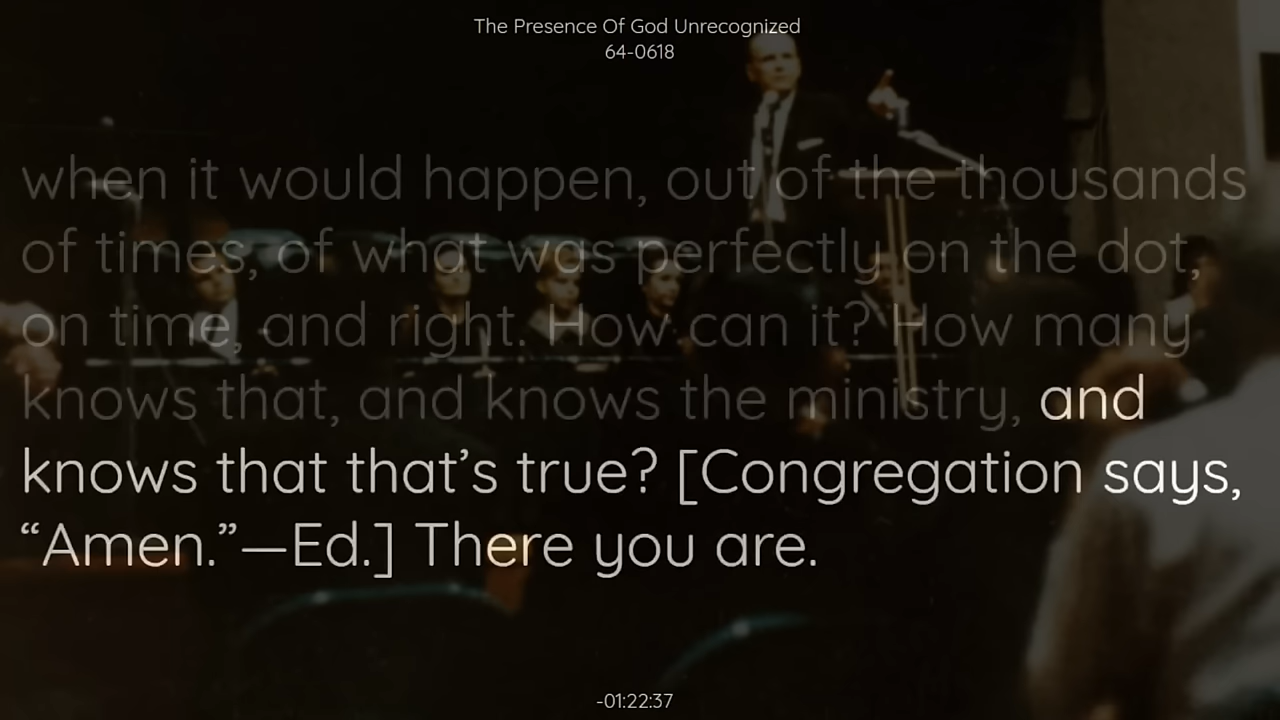 The Presence Of God Unrecognized
64-0618
when it would happen, out of the thousands
of times, of what was perfectly on the dot,
on time, and right. How can it? How many
knows that, and knows the ministry, and
knows that that’s true? [Congregation says,
“Amen.”—Ed.] There you are.
-01:22:37